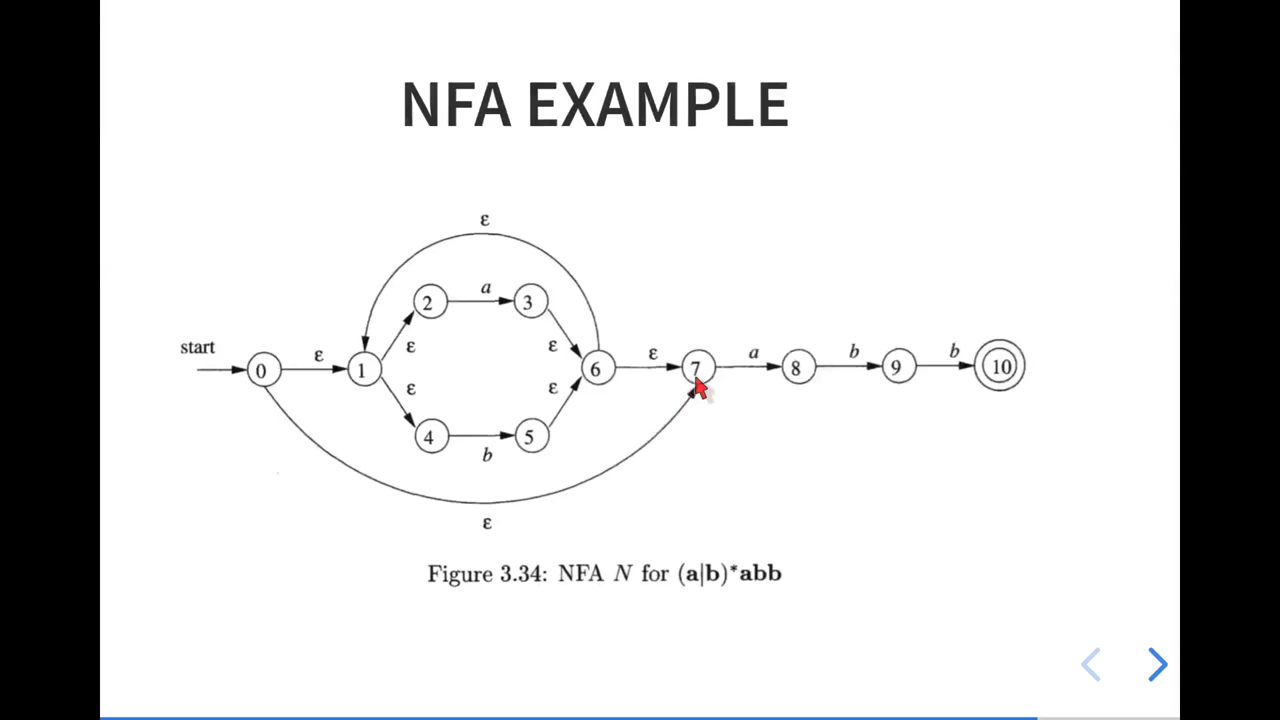 NFA EXAMPLE
ε
a
2
3
start
ε
ε
ε
ε
a
b
b
0
1
6
7
8
9
10
ε
ε
4
5
b
ε
Figure 3.34: NFA N for (a|b)*abb